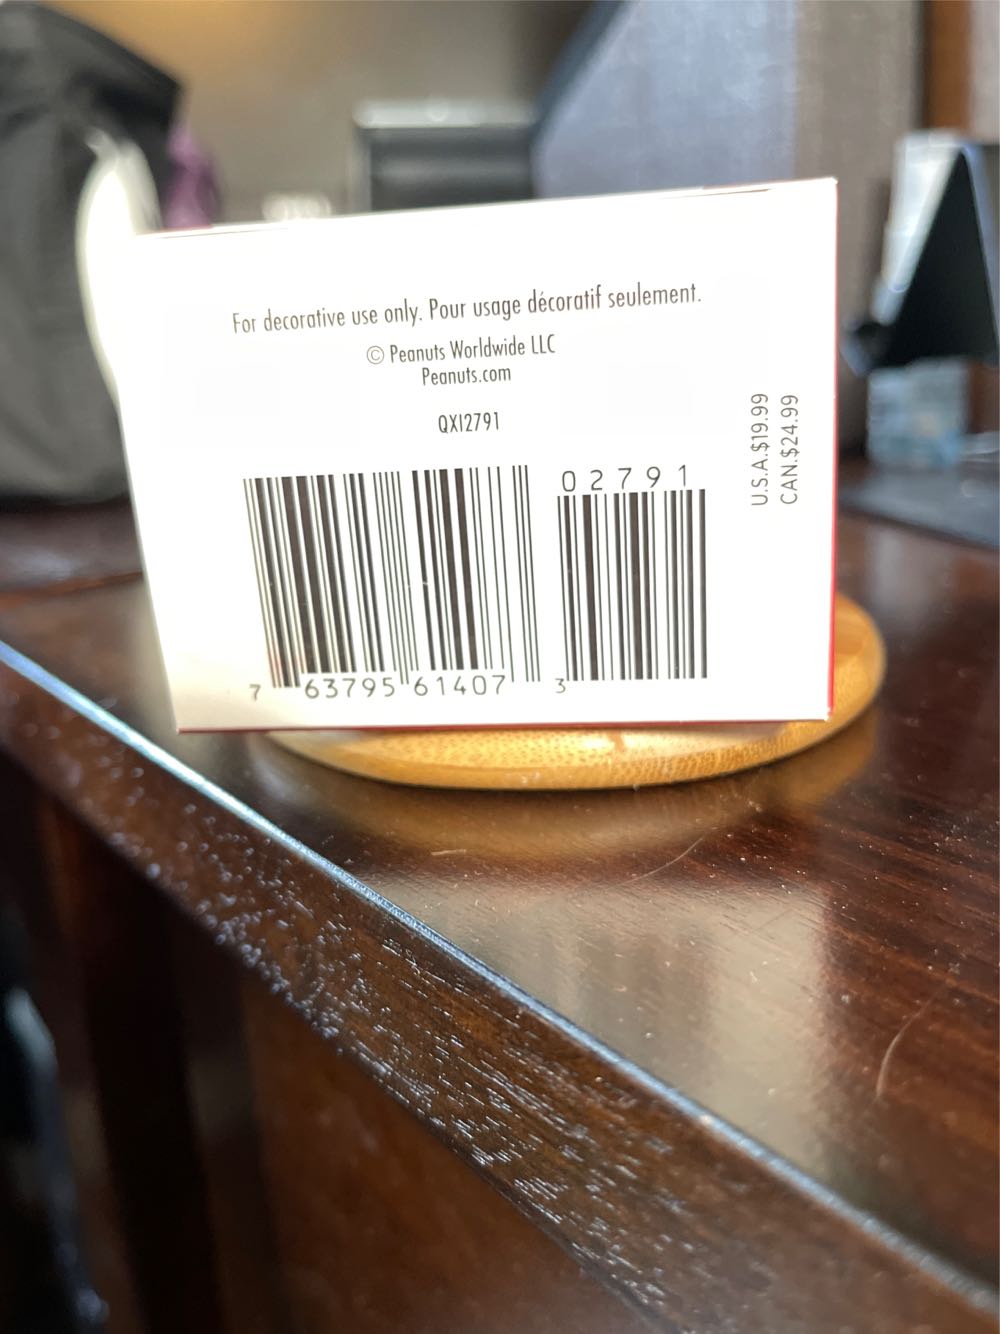 For decorative use only. Pour usage décoratif seulement.
© Peanuts Worldwide LLC
Peanuts.com
QXI2791
02791
7 63795 61407 3
U.S.A.$19.99
CAN.$24.99